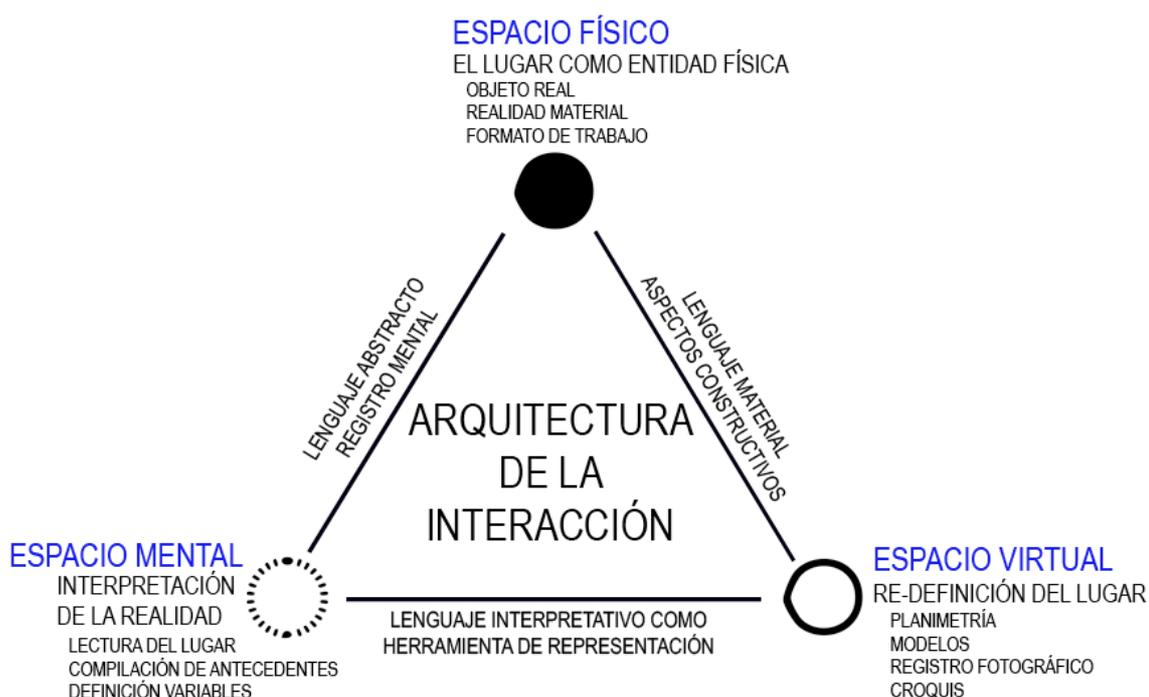 ESPACIO FÍSICO
EL LUGAR COMO ENTIDAD FÍSICA
OBJETO REAL
REALIDAD MATERIAL
FORMATO DE TRABAJO
LENGUAJE ABSTRACTO
REGISTRO MENTAL
LENGUAJE MATERIAL
ASPECTOS CONSTRUCTIVOS
ARQUITECTURA
DE LA
INTERACCIÓN
ESPACIO MENTAL
INTERPRETACIÓN
DE LA REALIDAD
LECTURA DEL LUGAR
COMPILACIÓN DE ANTECEDENTES
DEFINICIÓN VARIABLES
LENGUAJE INTERPRETATIVO COMO
HERRAMIENTA DE REPRESENTACIÓN
ESPACIO VIRTUAL
RE-DEFINICIÓN DEL LUGAR
PLANIMETRÍA
MODELOS
REGISTRO FOTOGRÁFICO
CROQUIS